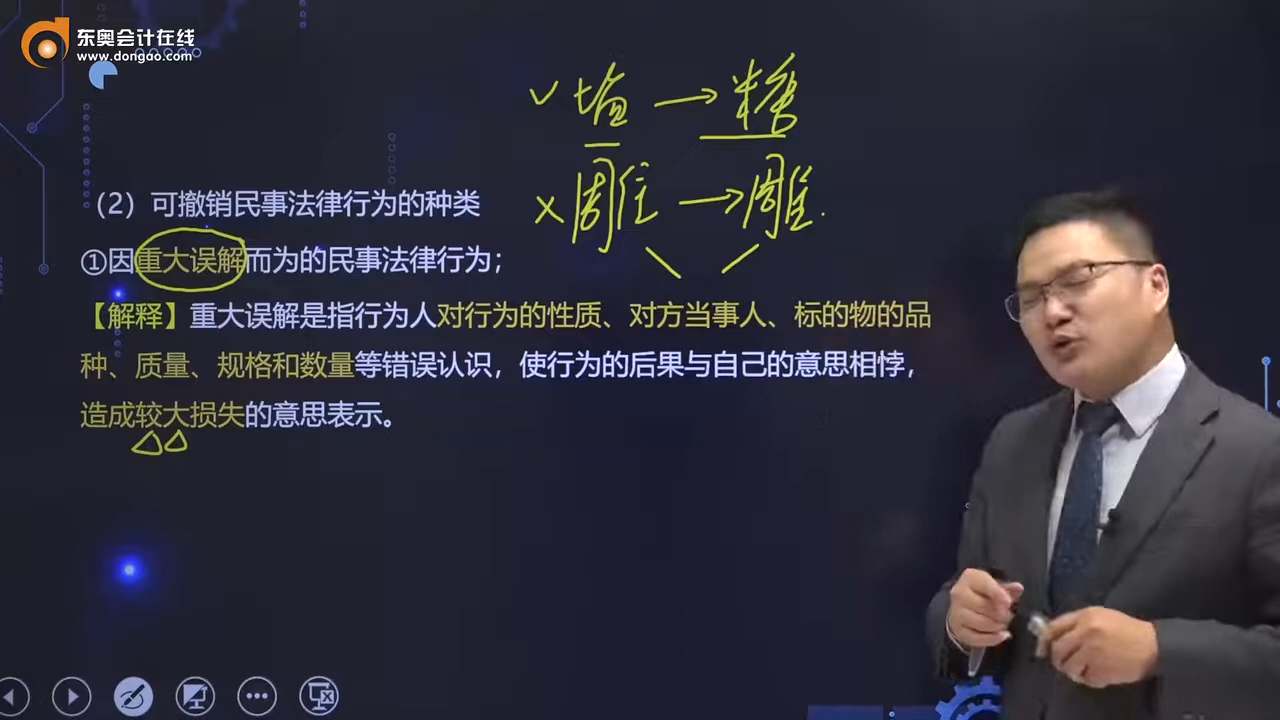 东奥会计在线
www.dongao.com
✓ 盐 → 糖
(2) 可撤销民事法律行为的种类
①因重大误解而为的民事法律行为;
【解释】重大误解是指行为人对行为的性质、对方当事人、标的物的品
种、质量、规格和数量等错误认识,使行为的后果与自己的意思相悖,
造成较大损失的意思表示。